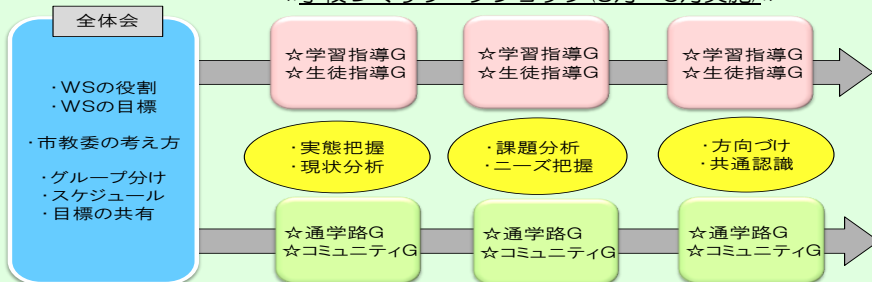 全体会
・WSの役割
・WSの目標
・市教委の考え方
・グループ分け
・スケジュール
・目標の共有
☆学習指導G
☆生徒指導G
☆学習指導G
☆生徒指導G
☆学習指導G
☆生徒指導G
・実態把握
・現状分析
・課題分析
・ニーズ把握
・方向づけ
・共通認識
☆通学路G
☆コミュニティG
☆通学路G
☆コミュニティG
☆通学路G
☆コミュニティG